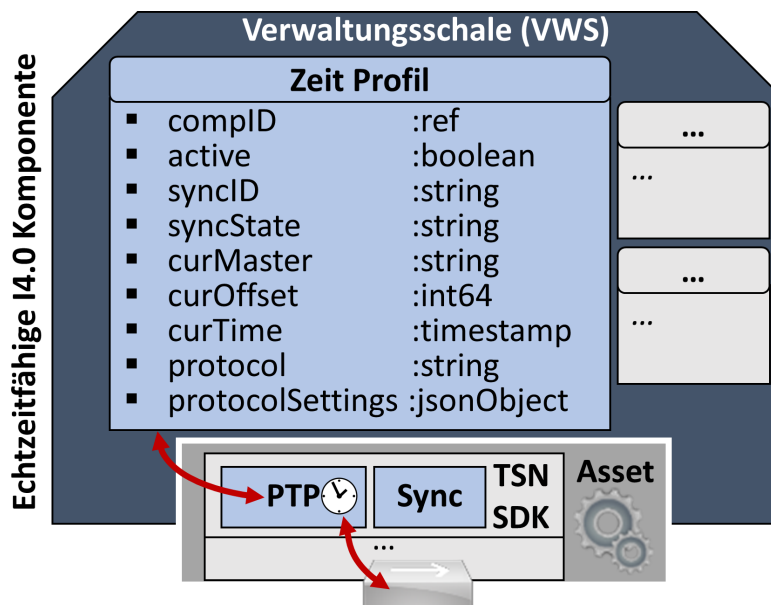 Verwaltungsschale (VWS)
Echtzeitfähige I4.0 Komponente
Zeit Profil
▪ compID :ref
▪ active :boolean
▪ syncID :string
▪ syncState :string
▪ curMaster :string
▪ curOffset :int64
▪ curTime :timestamp
▪ protocol :string
▪ protocolSettings :jsonObject
...
...
...
...
PTP
Sync
TSN
SDK
Asset
...